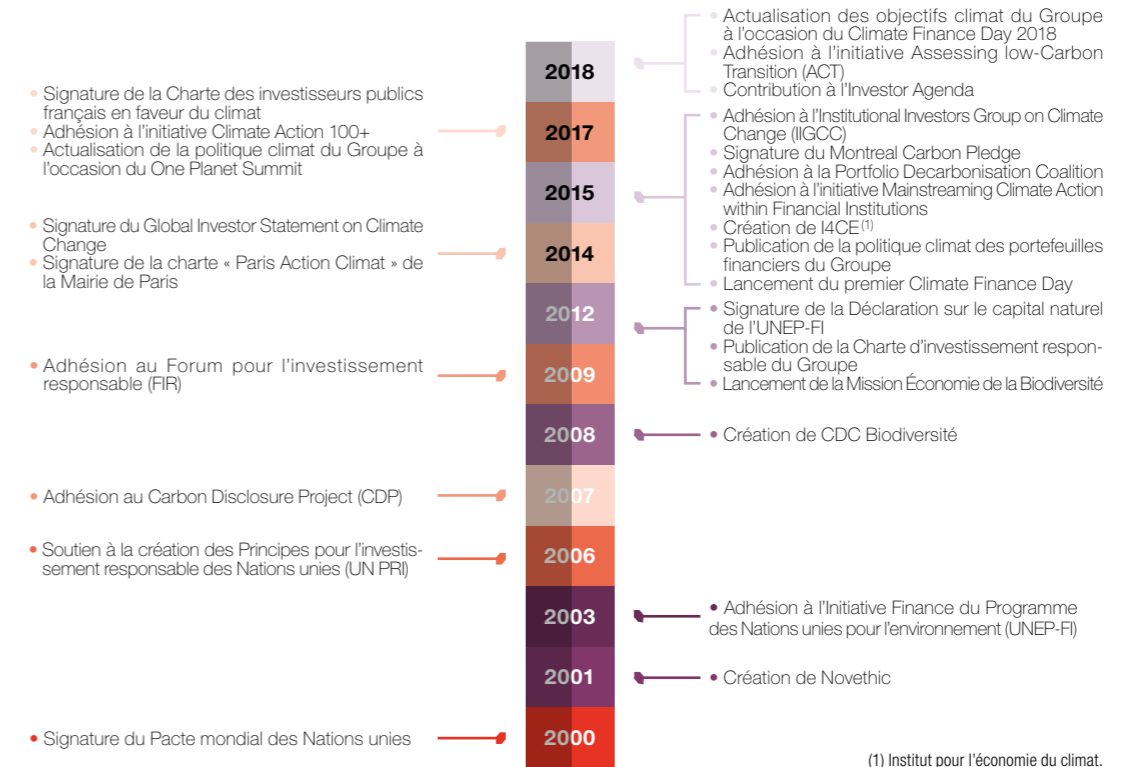 2018
• Actualisation des objectifs climat du Groupe
à l'occasion du Climate Finance Day 2018
• Adhésion à l'initiative Assessing low-Carbon
Transition (ACT)
• Contribution à l'Investor Agenda
2017
• Signature de la Charte des investisseurs publics
français en faveur du climat
• Adhésion à l'initiative Climate Action 100+
• Actualisation de la politique climat du Groupe à
l'occasion du One Planet Summit
2015
• Adhésion à l'Institutional Investors Group on Climate
Change (IIGCC)
• Signature du Montreal Carbon Pledge
• Adhésion à la Portfolio Decarbonisation Coalition
• Adhésion à l'initiative Mainstreaming Climate Action
within Financial Institutions
• Création de I4CE (1)
• Publication de la politique climat des portefeuilles
financiers du Groupe
• Lancement du premier Climate Finance Day
2014
• Signature du Global Investor Statement on Climate
Change
• Signature de la charte « Paris Action Climat » de
la Mairie de Paris
2012
• Signature de la Déclaration sur le capital naturel
de l'UNEP-FI
• Publication de la Charte d'investissement respon-
sable du Groupe
• Lancement de la Mission Économie de la Biodiversité
2009
• Adhésion au Forum pour l'investissement
responsable (FIR)
2008
• Création de CDC Biodiversité
2007
• Adhésion au Carbon Disclosure Project (CDP)
2006
• Soutien à la création des Principes pour l'investis-
sement responsable des Nations unies (UN PRI)
2003
• Adhésion à l'Initiative Finance du Programme
des Nations unies pour l'environnement (UNEP-FI)
2001
• Création de Novethic
2000
• Signature du Pacte mondial des Nations unies
(1) Institut pour l'économie du climat.